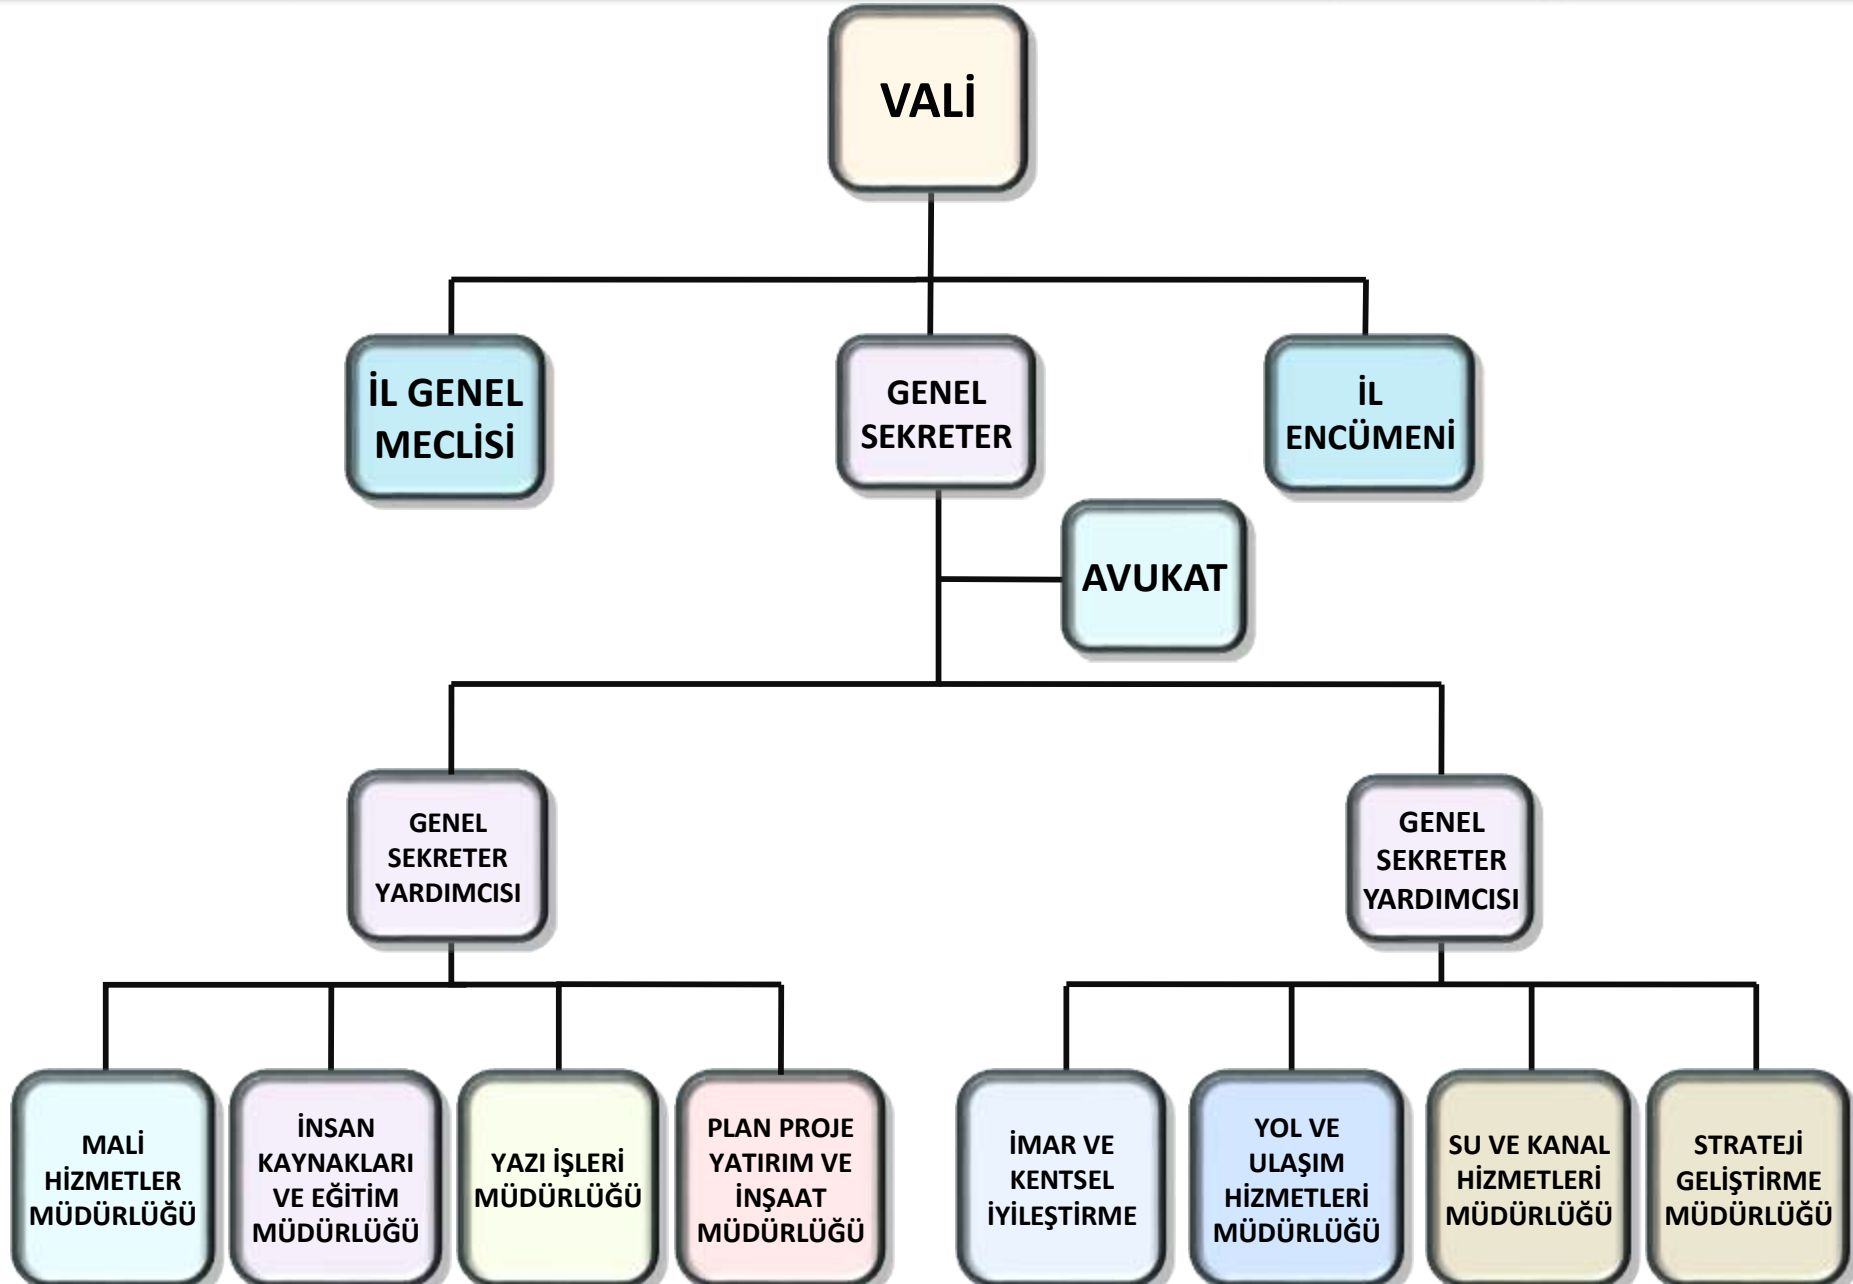 VALİ
İL GENEL
MECLİSİ
GENEL
SEKRETER
İL
ENCÜMENİ
AVUKAT
GENEL
SEKRETER
YARDIMCISI
GENEL
SEKRETER
YARDIMCISI
MALİ
HİZMETLER
MÜDÜRLÜĞÜ
İNSAN
KAYNAKLARI
VE EĞİTİM
MÜDÜRLÜĞÜ
YAZI İŞLERİ
MÜDÜRLÜĞÜ
PLAN PROJE
YATIRIM VE
İNŞAAT
MÜDÜRLÜĞÜ
İMAR VE
KENTSEL
İYİLEŞTİRME
YOL VE
ULAŞIM
HİZMETLERİ
MÜDÜRLÜĞÜ
SU VE KANAL
HİZMETLERİ
MÜDÜRLÜĞÜ
STRATEJİ
GELİŞTİRME
MÜDÜRLÜĞÜ